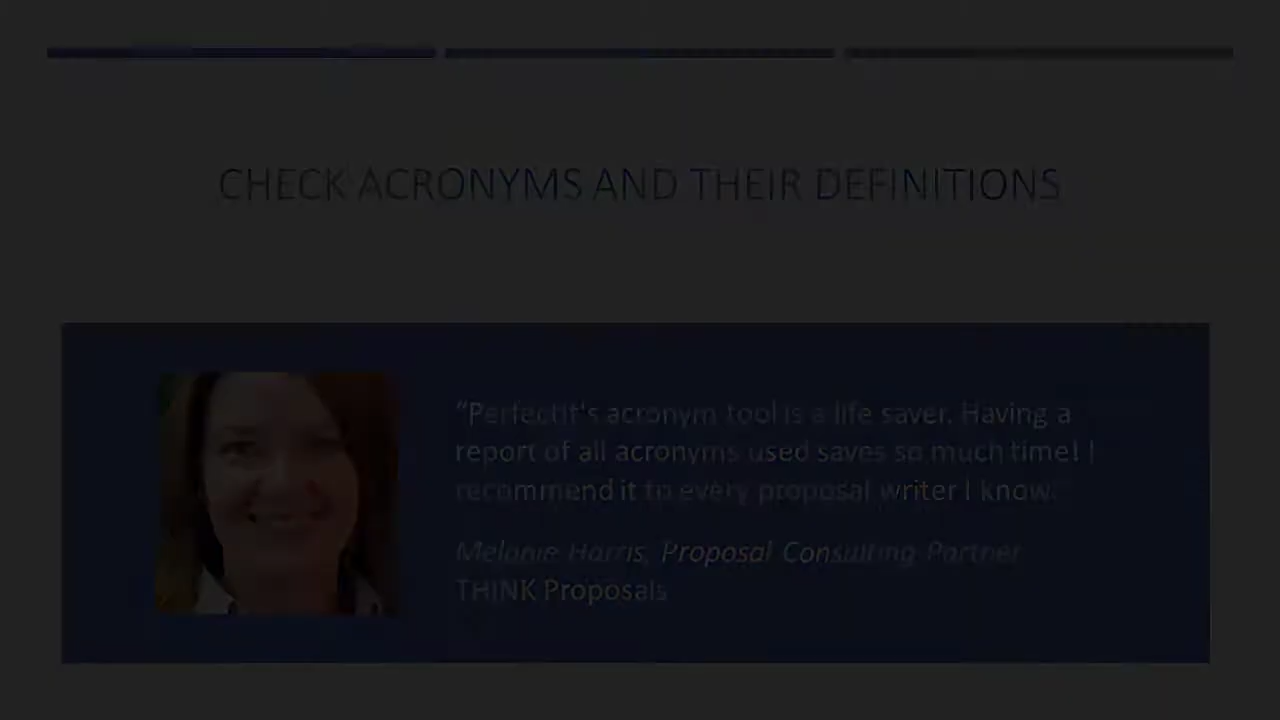 CHECK ACRONYMS AND THEIR DEFINITIONS
“PerfectIt's acronym tool is a life saver. Having a
report of all acronyms used saves so much time! I
recommend it to every proposal writer I know.
Melanie Harris, Proposal Consulting Partner
THINK Proposals